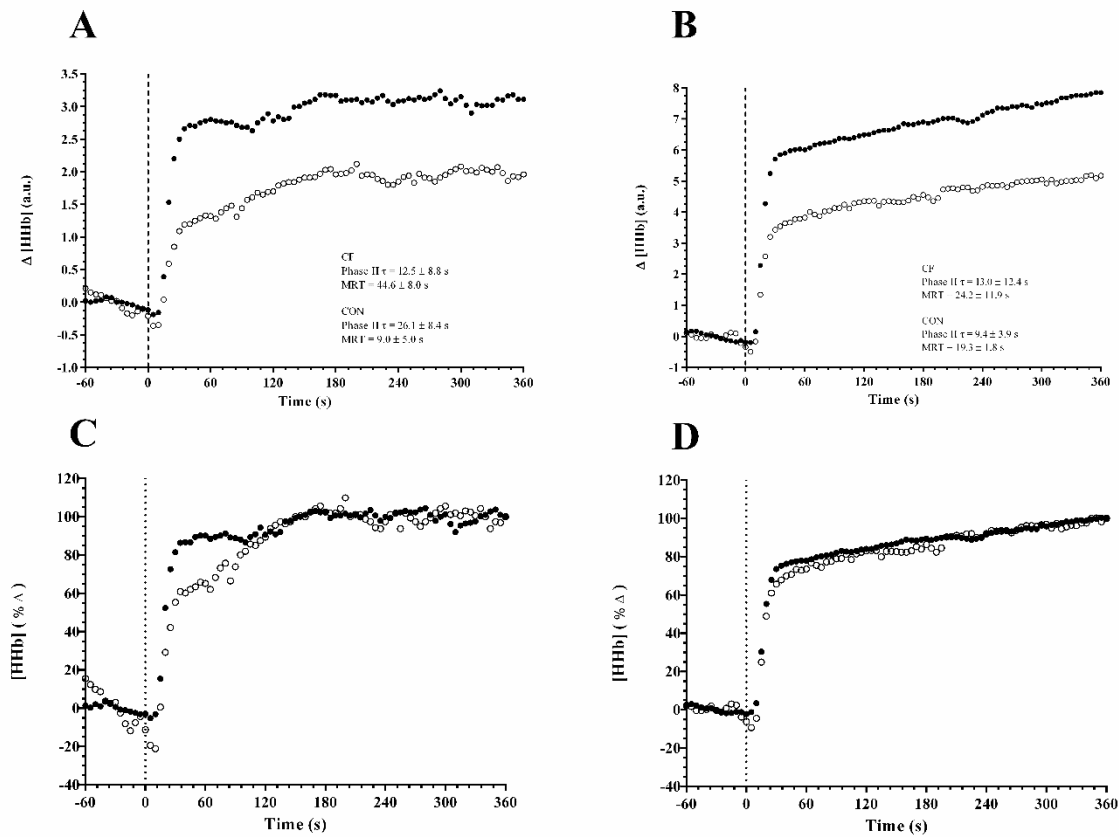 A
B
3.5
3.0
2.5
2.0
1.5
1.0
0.5
0.0
-0.5
-1.0
Δ [HHb] (a.u.)
CF
Phase II τ = 12.5 ± 8.8 s
MRT = 44.6 ± 8.0 s
CON
Phase II τ = 26.1 ± 8.4 s
MRT = 9.0 ± 5.0 s
-60 0 60 120 180 240 300 360
Time (s)
8
6
4
2
0
-1
Δ [HHb] (a.u.)
CF
Phase II τ = 13.0 ± 12.4 s
MRT = 24.2 ± 11.9 s
CON
Phase II τ = 9.4 ± 3.9 s
MRT = 19.3 ± 1.8 s
-60 0 60 120 180 240 300 360
Time (s)
C
D
120
100
80
60
40
20
0
-20
-40
[HHb] ( % Δ )
-60 0 60 120 180 240 300 360
Time (s)
120
100
80
60
40
20
0
-20
-40
[HHb] ( % Δ )
-60 0 60 120 180 240 300 360
Time (s)